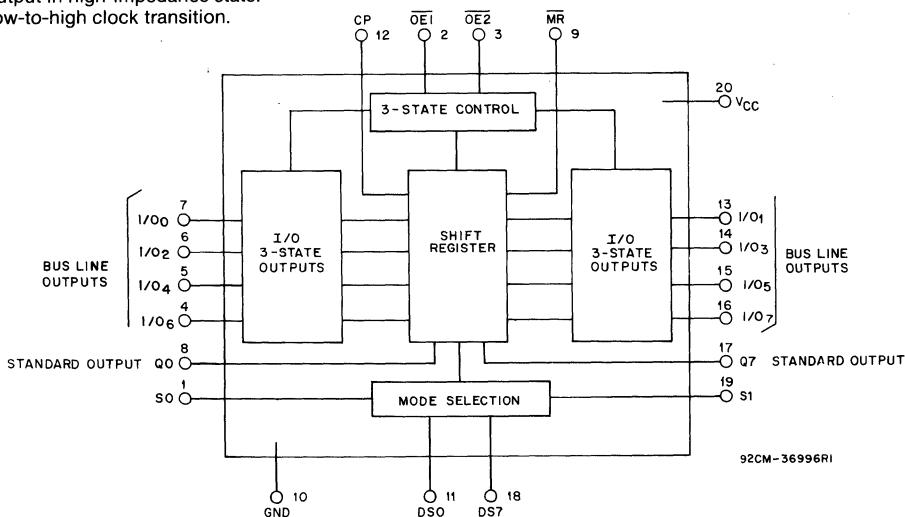 utput in high-impedance state.
ow-to-high clock transition.
CP
12
OE1
2
OE2
3
MR
9
20
VCC
3-STATE CONTROL
BUS LINE
OUTPUTS
7
I/O0
6
I/O2
5
I/O4
4
I/O6
I/O
3-STATE
OUTPUTS
SHIFT
REGISTER
I/O
3-STATE
OUTPUTS
13
I/O1
14
I/O3
15
I/O5
16
I/O7
BUS LINE
OUTPUTS
8
STANDARD OUTPUT Q0
17
Q7 STANDARD OUTPUT
1
S0
MODE SELECTION
19
S1
92CM-36996R1
10
GND
11
DS0
18
DS7